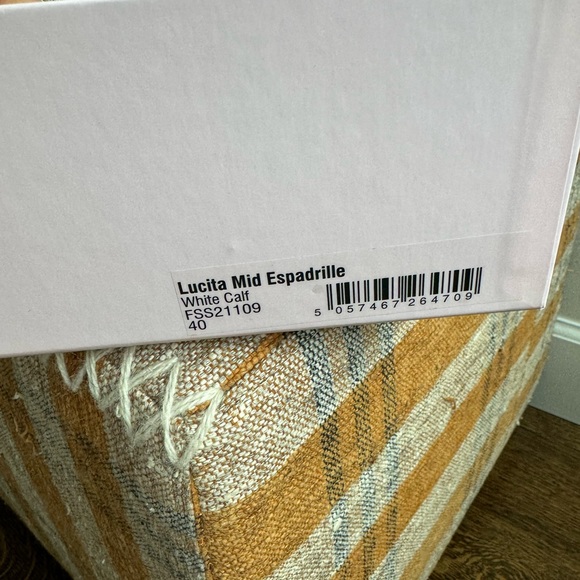 Lucita Mid Espadrille
White Calf
FSS21109
40
5 057467 264709